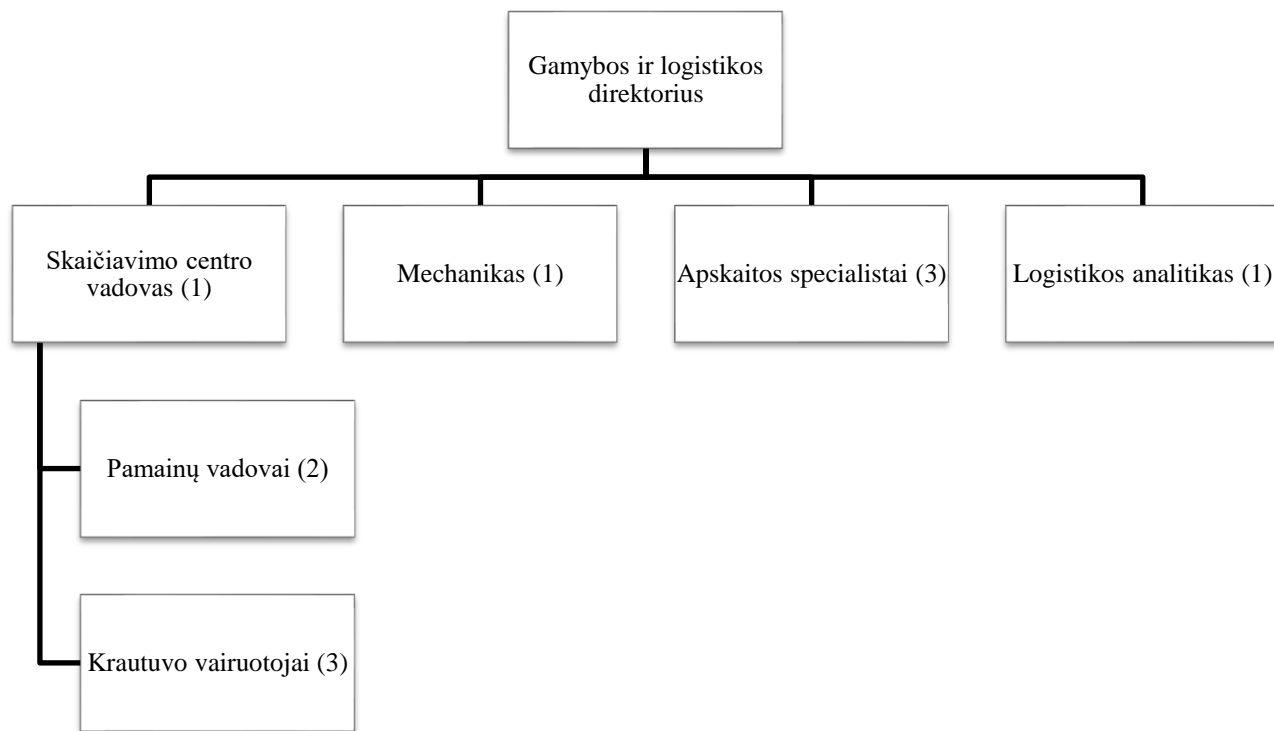 Gamybos ir logistikos
direktorius
Skaičiavimo centro
vadovas (1)
Mechanikas (1)
Apskaitos specialistai (3)
Logistikos analitikas (1)
Pamainų vadovai (2)
Krautuvo vairuotojai (3)